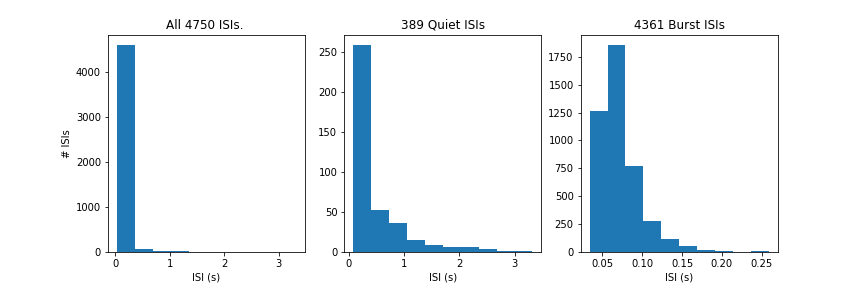 All 4750 ISIs.
389 Quiet ISIs
4361 Burst ISIs
# ISIs
4000
3000
2000
1000
0
0 1 2 3
ISI (s)
250
200
150
100
50
0
0 1 2 3
ISI (s)
1750
1500
1250
1000
750
500
250
0
0.05 0.10 0.15 0.20 0.25
ISI (s)